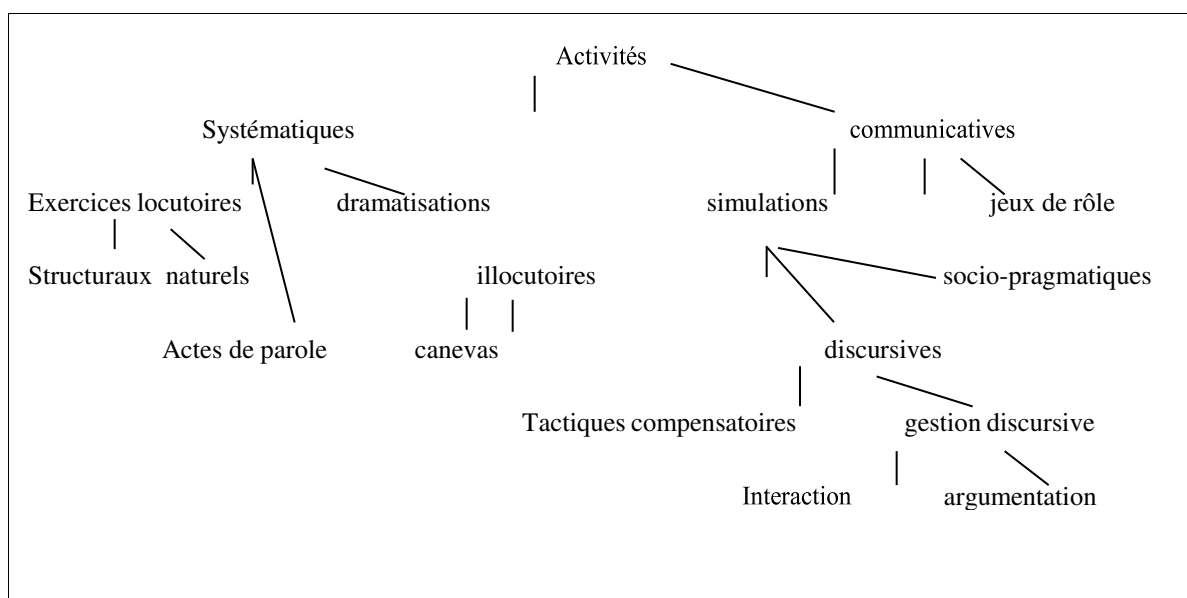 Activités
Systématiques communicatives
Exercices locutoires dramatisations simulations jeux de rôle
Structuraux naturels illocutoires socio-pragmatiques
Actes de parole canevas discursives
Tactiques compensatoires gestion discursive
Interaction argumentation